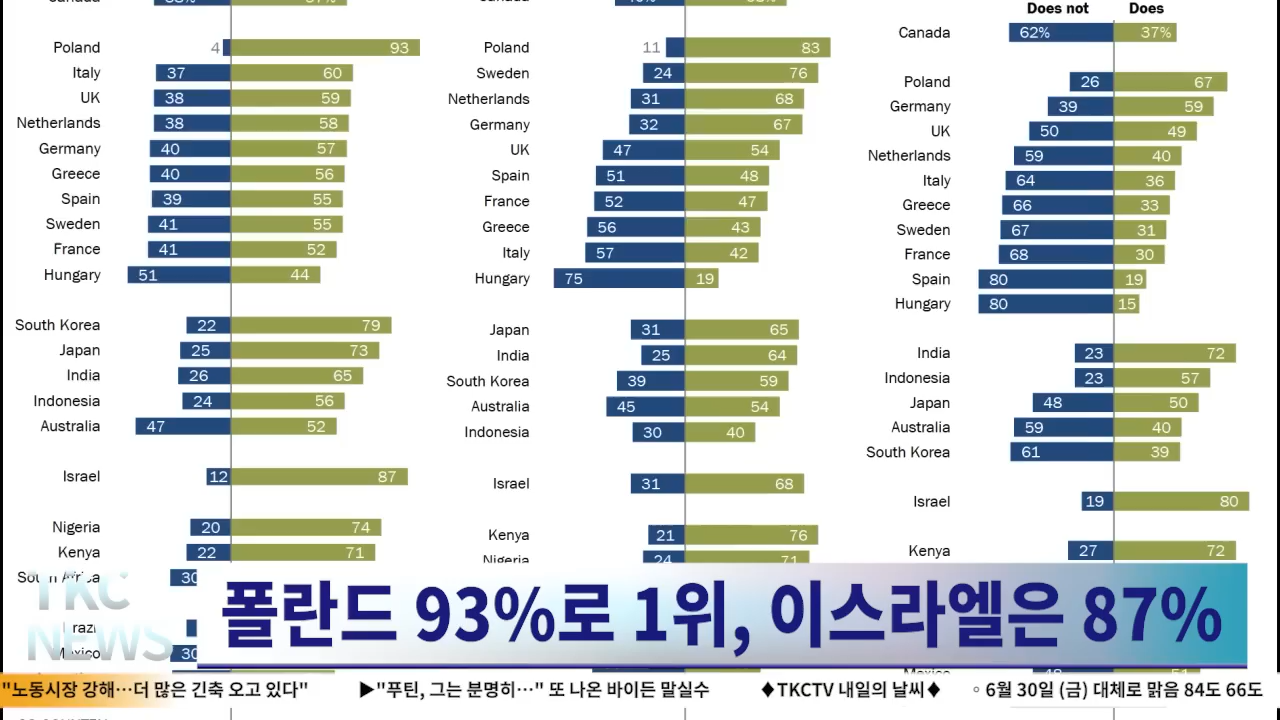 Does not Does
Canada 62% 37%
Poland 4 93
Italy 37 60
UK 38 59
Netherlands 38 58
Germany 40 57
Greece 40 56
Spain 39 55
Sweden 41 55
France 41 52
Hungary 51 44
South Korea 22 79
Japan 25 73
India 26 65
Indonesia 24 56
Australia 47 52
Israel 12 87
Nigeria 20 74
Kenya 22 71
South Africa 30
Mexico 30
Poland 11 83
Sweden 24 76
Netherlands 31 68
Germany 32 67
UK 47 54
Spain 51 48
France 52 47
Greece 56 43
Italy 57 42
Hungary 75 19
Japan 31 65
India 25 64
South Korea 39 59
Australia 45 54
Indonesia 30 40
Israel 31 68
Kenya 21 76
Nigeria 24 71
Poland 26 67
Germany 39 59
UK 50 49
Netherlands 59 40
Italy 64 36
Greece 66 33
Sweden 67 31
France 68 30
Spain 80 19
Hungary 80 15
India 23 72
Indonesia 23 57
Japan 48 50
Australia 59 40
South Korea 61 39
Israel 19 80
Kenya 27 72
TKC
NEWS
폴란드 93%로 1위, 이스라엘은 87%
"노동시장 강해…더 많은 긴축 오고 있다" ▶"푸틴, 그는 분명히…" 또 나온 바이든 말실수 ♦TKCTV 내일의 날씨♦ ◦ 6월 30일 (금) 대체로 맑음 84도 66도